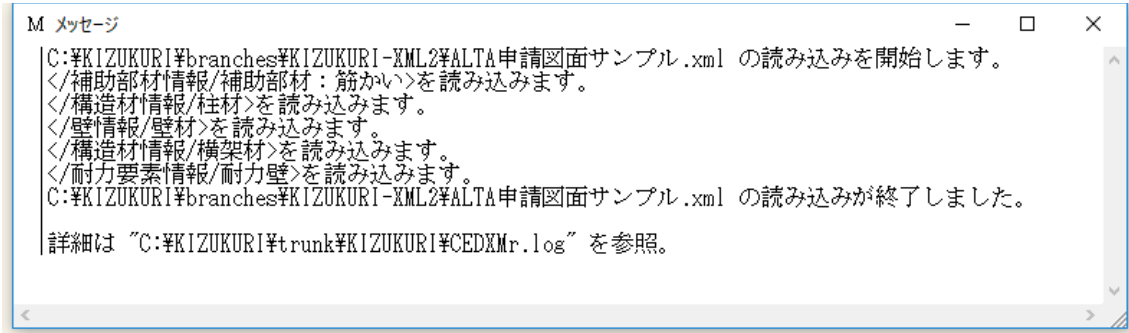 M メッセージ
C:¥KIZUKURI¥branches¥KIZUKURI-XML2¥ALTA申請図面サンプル.xml の読み込みを開始します。
</補助部材情報/補助部材：筋かい>を読み込みます。
</構造材情報/柱材>を読み込みます。
</壁情報/壁材>を読み込みます。
</構造材情報/横架材>を読み込みます。
</耐力要素情報/耐力壁>を読み込みます。
C:¥KIZUKURI¥branches¥KIZUKURI-XML2¥ALTA申請図面サンプル.xml の読み込みが終了しました。
詳細は "C:¥KIZUKURI¥trunk¥KIZUKURI¥CEDXMr.log" を参照。